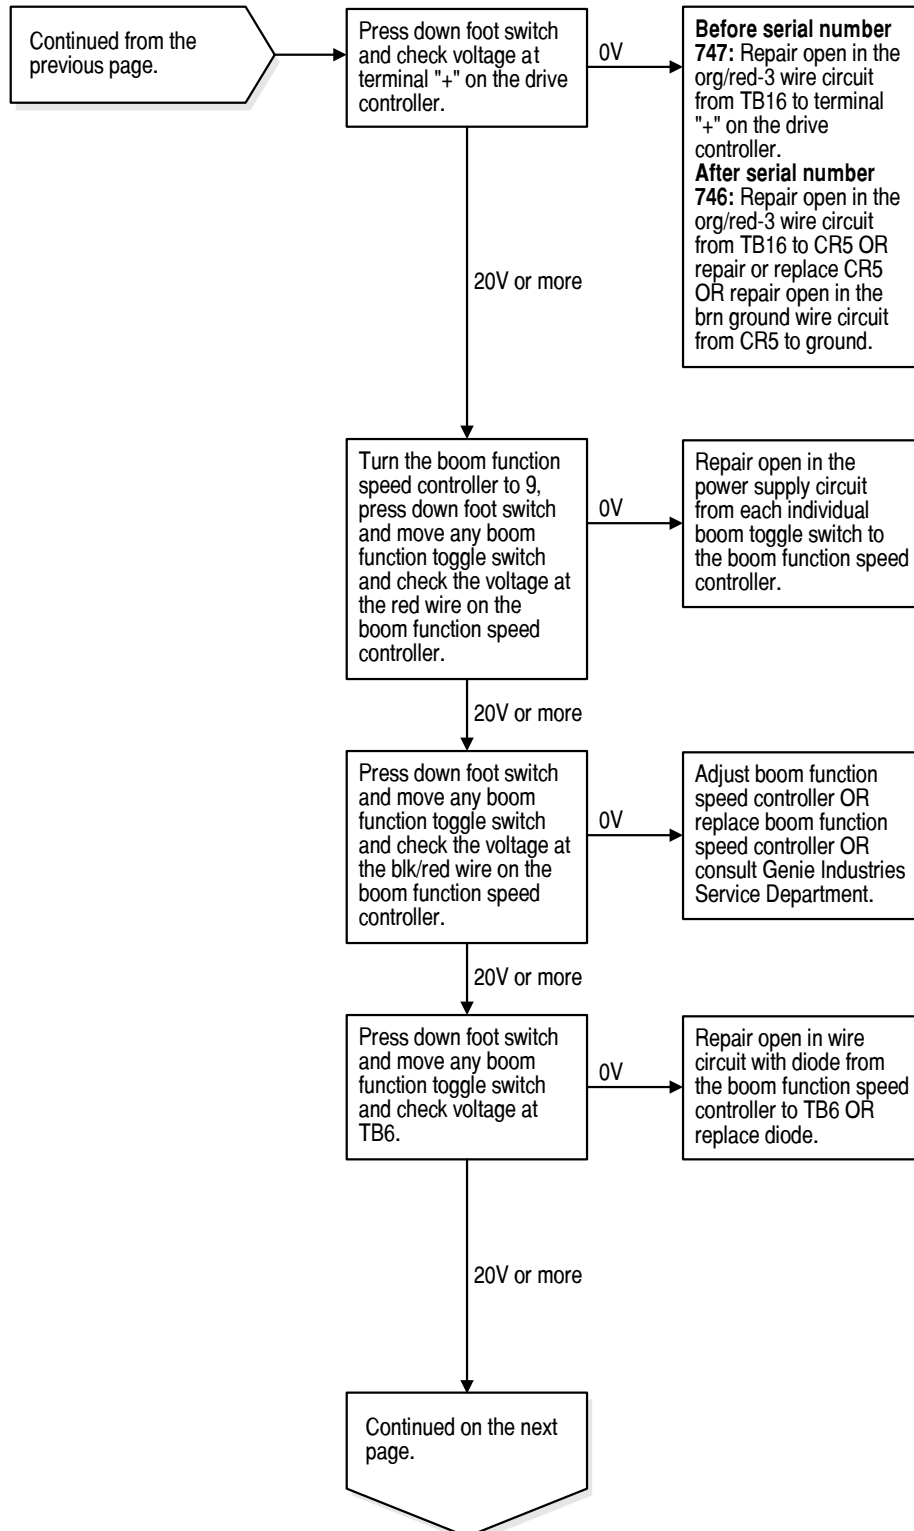 Continued from the
previous page.
Press down foot switch
and check voltage at
terminal "+" on the drive
controller.
0V
Before serial number
747: Repair open in the
org/red-3 wire circuit
from TB16 to terminal
"+" on the drive
controller.
After serial number
746: Repair open in the
org/red-3 wire circuit
from TB16 to CR5 OR
repair or replace CR5
OR repair open in the
brn ground wire circuit
from CR5 to ground.
20V or more
Turn the boom function
speed controller to 9,
press down foot switch
and move any boom
function toggle switch
and check the voltage at
the red wire on the
boom function speed
controller.
0V
Repair open in the
power supply circuit
from each individual
boom toggle switch to
the boom function speed
controller.
20V or more
Press down foot switch
and move any boom
function toggle switch
and check the voltage at
the blk/red wire on the
boom function speed
controller.
0V
Adjust boom function
speed controller OR
replace boom function
speed controller OR
consult Genie Industries
Service Department.
20V or more
Press down foot switch
and move any boom
function toggle switch
and check voltage at
TB6.
0V
Repair open in wire
circuit with diode from
the boom function speed
controller to TB6 OR
replace diode.
20V or more
Continued on the next
page.